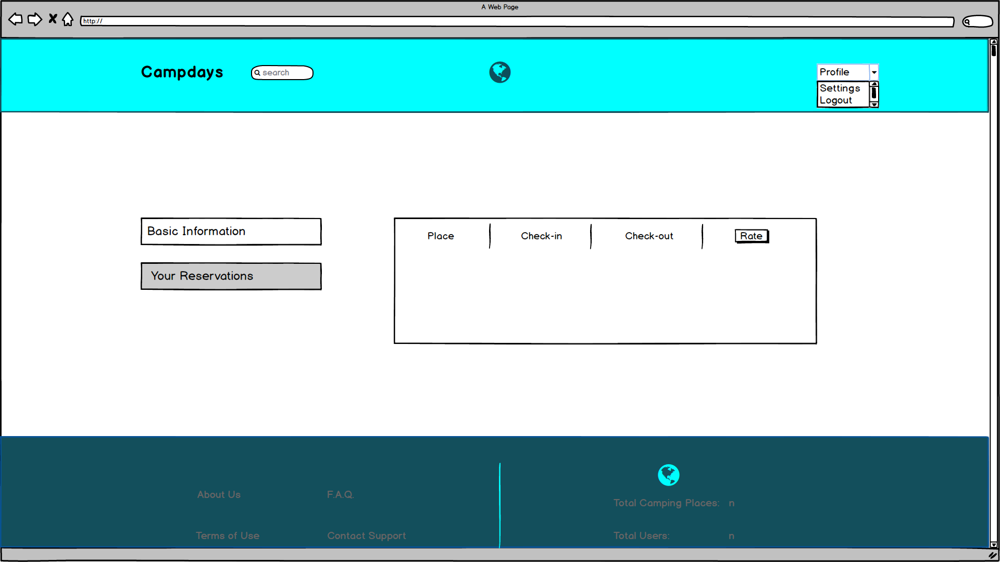 A Web Page
http://
Campdays
search
Profile
Settings
Logout
Basic Information
Your Reservations
Place
Check-in
Check-out
Rate
About Us
F.A.Q.
Terms of Use
Contact Support
Total Camping Places: n
Total Users: n